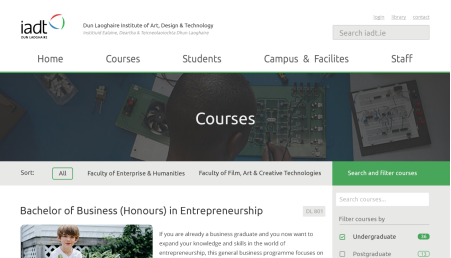 login library contact
iadt
DUN LAOGHAIRE
Dun Laoghaire Institute of Art, Design & Technology
Institiúid Ealaíne, Deartha & Teicneolaíochta Dhún Laoghaire
Search iadt.ie
Home Courses Students Campus & Facilites Staff
Courses
Sort: All Faculty of Enterprise & Humanities Faculty of Film, Art & Creative Technologies
Search and filter courses
Bachelor of Business (Honours) in Entrepreneurship DL 801
Search courses...
Filter courses by
Undergraduate
Postgraduate
If you are already a business graduate and you now want to
expand your knowledge and skills in the world of
entrepreneurship, this general business programme focuses on